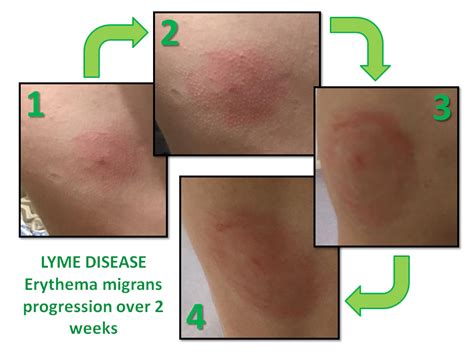 1
2
3
4
LYME DISEASE
Erythema migrans
progression over 2
weeks